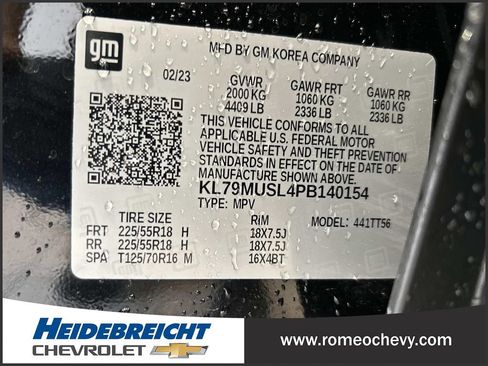 gm
MFD BY GM KOREA COMPANY
02/23 GVWR GAWR FRT GAWR RR
2000 KG 1060 KG 1060 KG
4409 LB 2336 LB 2336 LB
THIS VEHICLE CONFORMS TO ALL
APPLICABLE U.S. FEDERAL MOTOR
VEHICLE SAFETY AND THEFT PREVENTION
STANDARDS IN EFFECT ON THE DATE OF
MANUFACTURE SHOWN ABOVE.
KL79MUSL4PB140154
TYPE: MPV MODEL: 441TT56
TIRE SIZE RIM
FRT 225/55R18 H 18X7.5J
RR 225/55R18 H 18X7.5J
SPA T125/70R16 M 16X4BT
HEIDEBREICHT
CHEVROLET
www.romeochevy.com